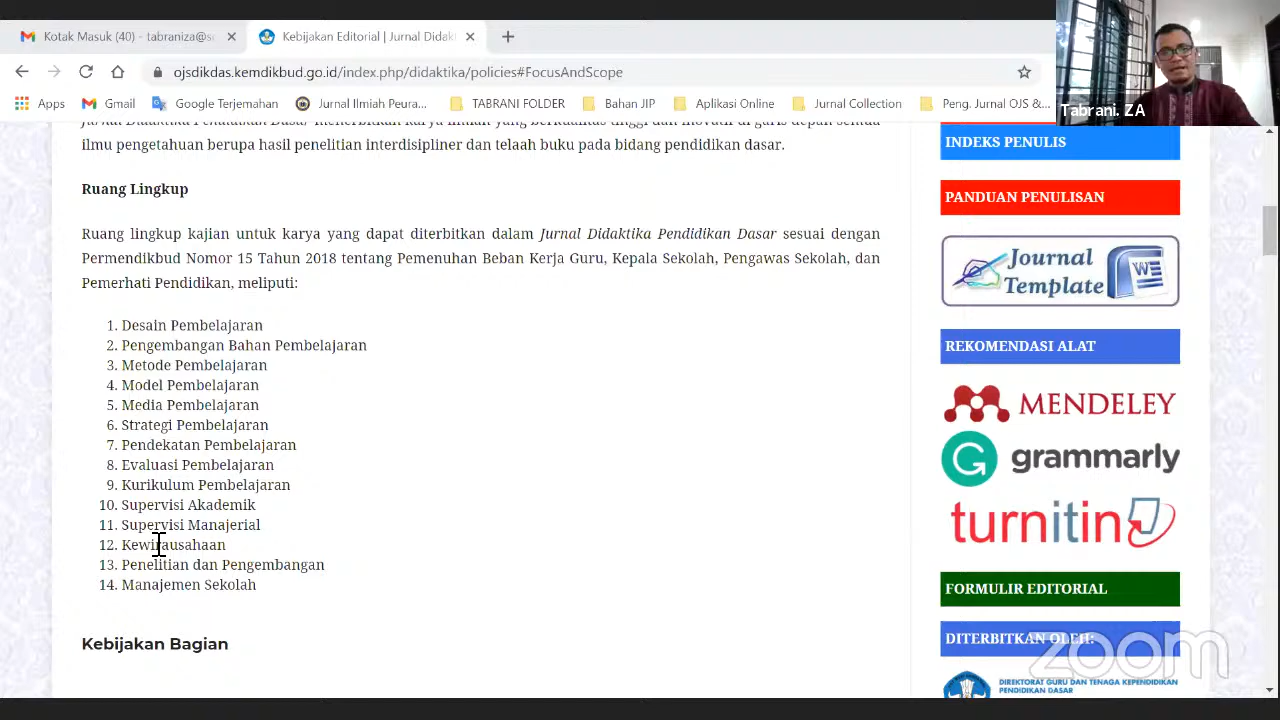 Kotak Masuk (40) - tabraniza@s
Kebijakan Editorial | Jurnal Didak
ojsdikdas.kemdikbud.go.id/index.php/didaktika/policies#FocusAndScope
Apps
Gmail
Google Terjemahan
Jurnal Ilmiah Peura...
TABRANI FOLDER
Bahan JIP
Aplikasi Online
Jurnal Collection
Peng. Jurnal OJS &...
Tabrani. ZA
ilmu pengetahuan berupa hasil penelitian interdisipliner dan telaah buku pada bidang pendidikan dasar.
Ruang Lingkup
Ruang lingkup kajian untuk karya yang dapat diterbitkan dalam Jurnal Didaktika Pendidikan Dasar sesuai dengan
Permendikbud Nomor 15 Tahun 2018 tentang Pemenuhan Beban Kerja Guru, Kepala Sekolah, Pengawas Sekolah, dan
Pemerhati Pendidikan, meliputi:
1. Desain Pembelajaran
2. Pengembangan Bahan Pembelajaran
3. Metode Pembelajaran
4. Model Pembelajaran
5. Media Pembelajaran
6. Strategi Pembelajaran
7. Pendekatan Pembelajaran
8. Evaluasi Pembelajaran
9. Kurikulum Pembelajaran
10. Supervisi Akademik
11. Supervisi Manajerial
12. Kewirausahaan
13. Penelitian dan Pengembangan
14. Manajemen Sekolah
Kebijakan Bagian
INDEKS PENULIS
PANDUAN PENULISAN
Journal
Template
W
REKOMENDASI ALAT
MENDELEY
grammarly
turnitin
FORMULIR EDITORIAL
DITERBITKAN OLEH:
zoom
DIREKTORAT GURU DAN TENAGA KEPENDIDIKAN
PENDIDIKAN DASAR